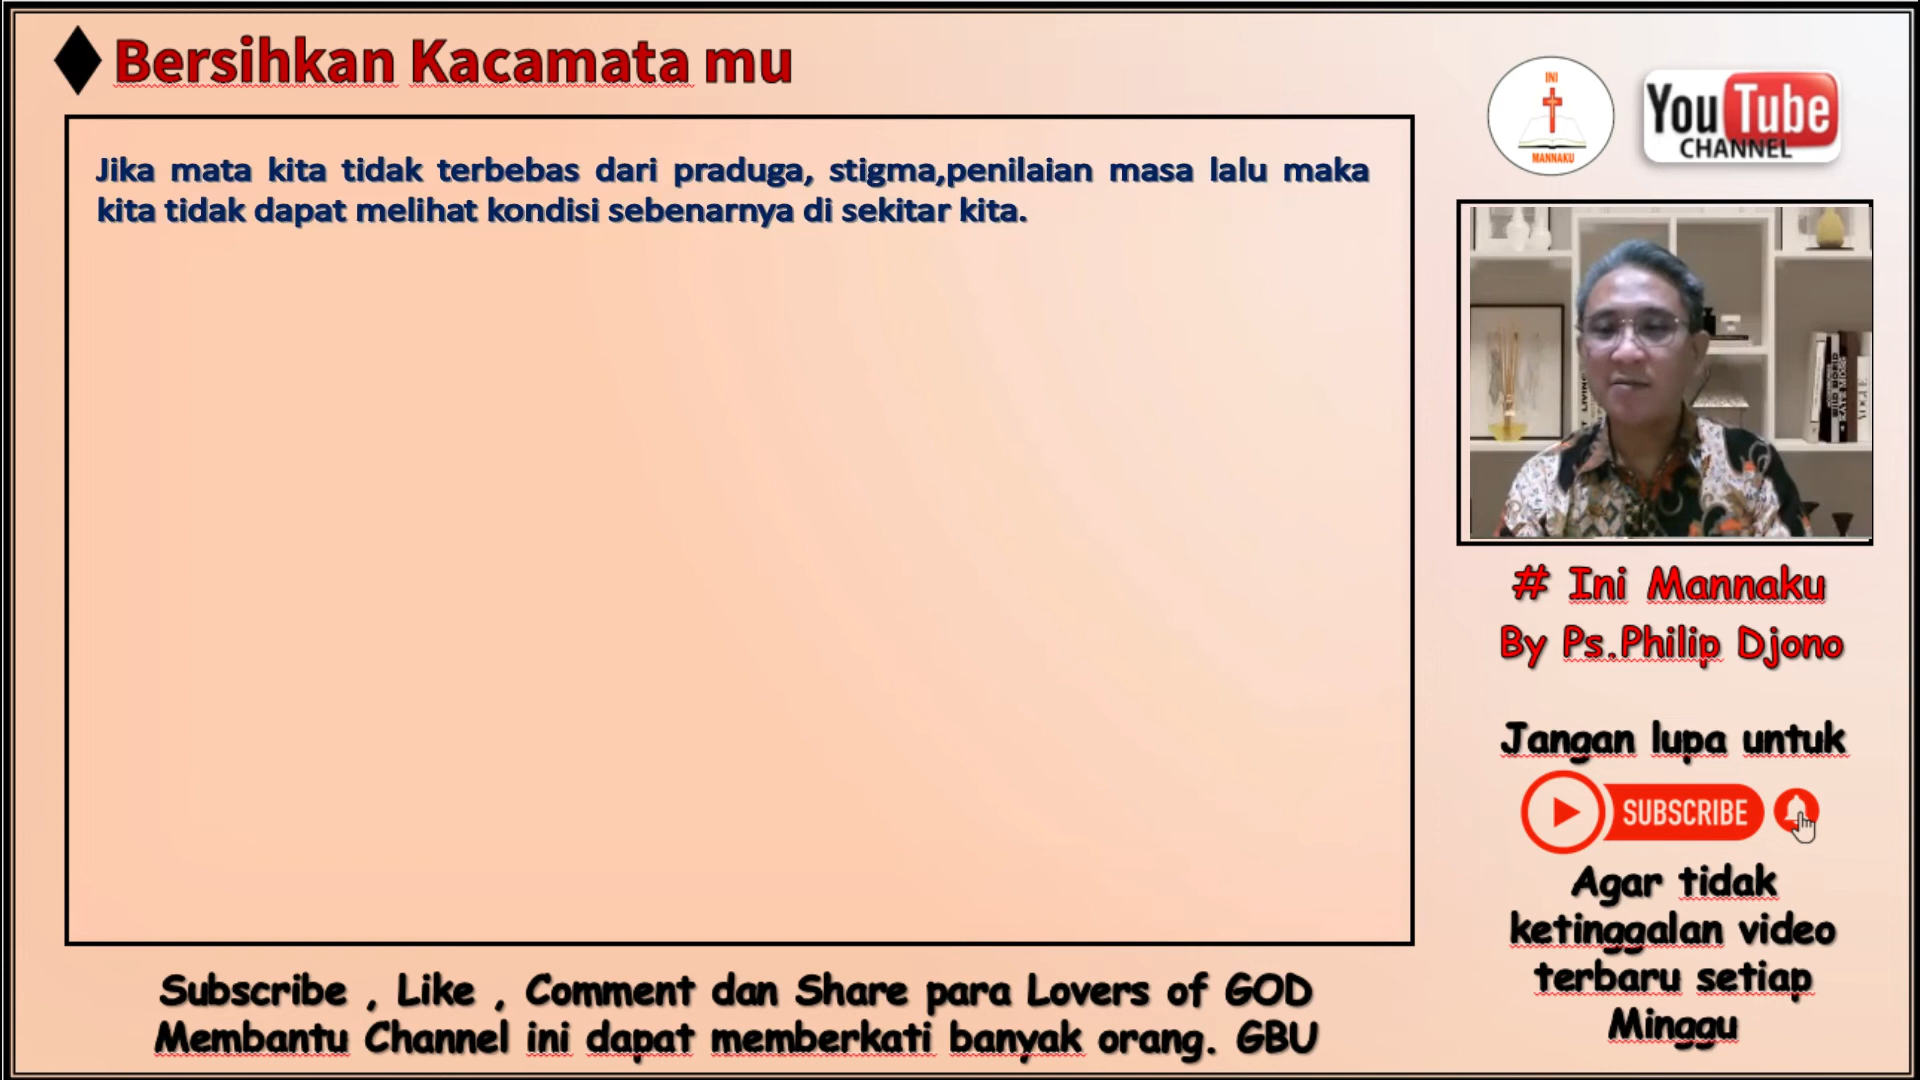 Bersihkan Kacamata mu
Jika mata kita tidak terbebas dari praduga, stigma,penilaian masa lalu maka
kita tidak dapat melihat kondisi sebenarnya di sekitar kita.
INI
MANNAKU
YouTube
CHANNEL
VOGUE
# Ini Mannaku
By Ps.Philip Djono
Jangan lupa untuk
SUBSCRIBE
Agar tidak
ketinggalan video
terbaru setiap
Minggu
Subscribe , Like , Comment dan Share para Lovers of GOD
Membantu Channel ini dapat memberkati banyak orang. GBU